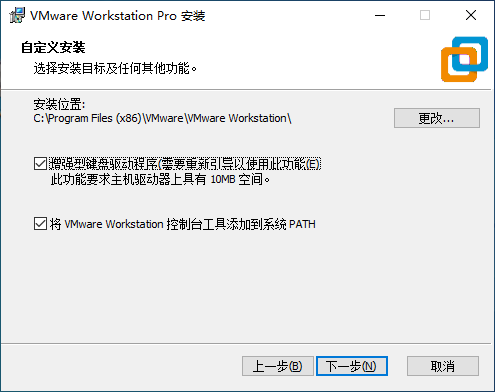 VMware Workstation Pro 安装
自定义安装
选择安装目标及任何其他功能。
安装位置:
C:\Program Files (x86)\VMware\VMware Workstation\
更改...
增强型键盘驱动程序(需要重新引导以使用此功能(E)
此功能要求主机驱动器上具有 10MB 空间。
将 VMware Workstation 控制台工具添加到系统 PATH
上一步(B) 下一步(N) 取消